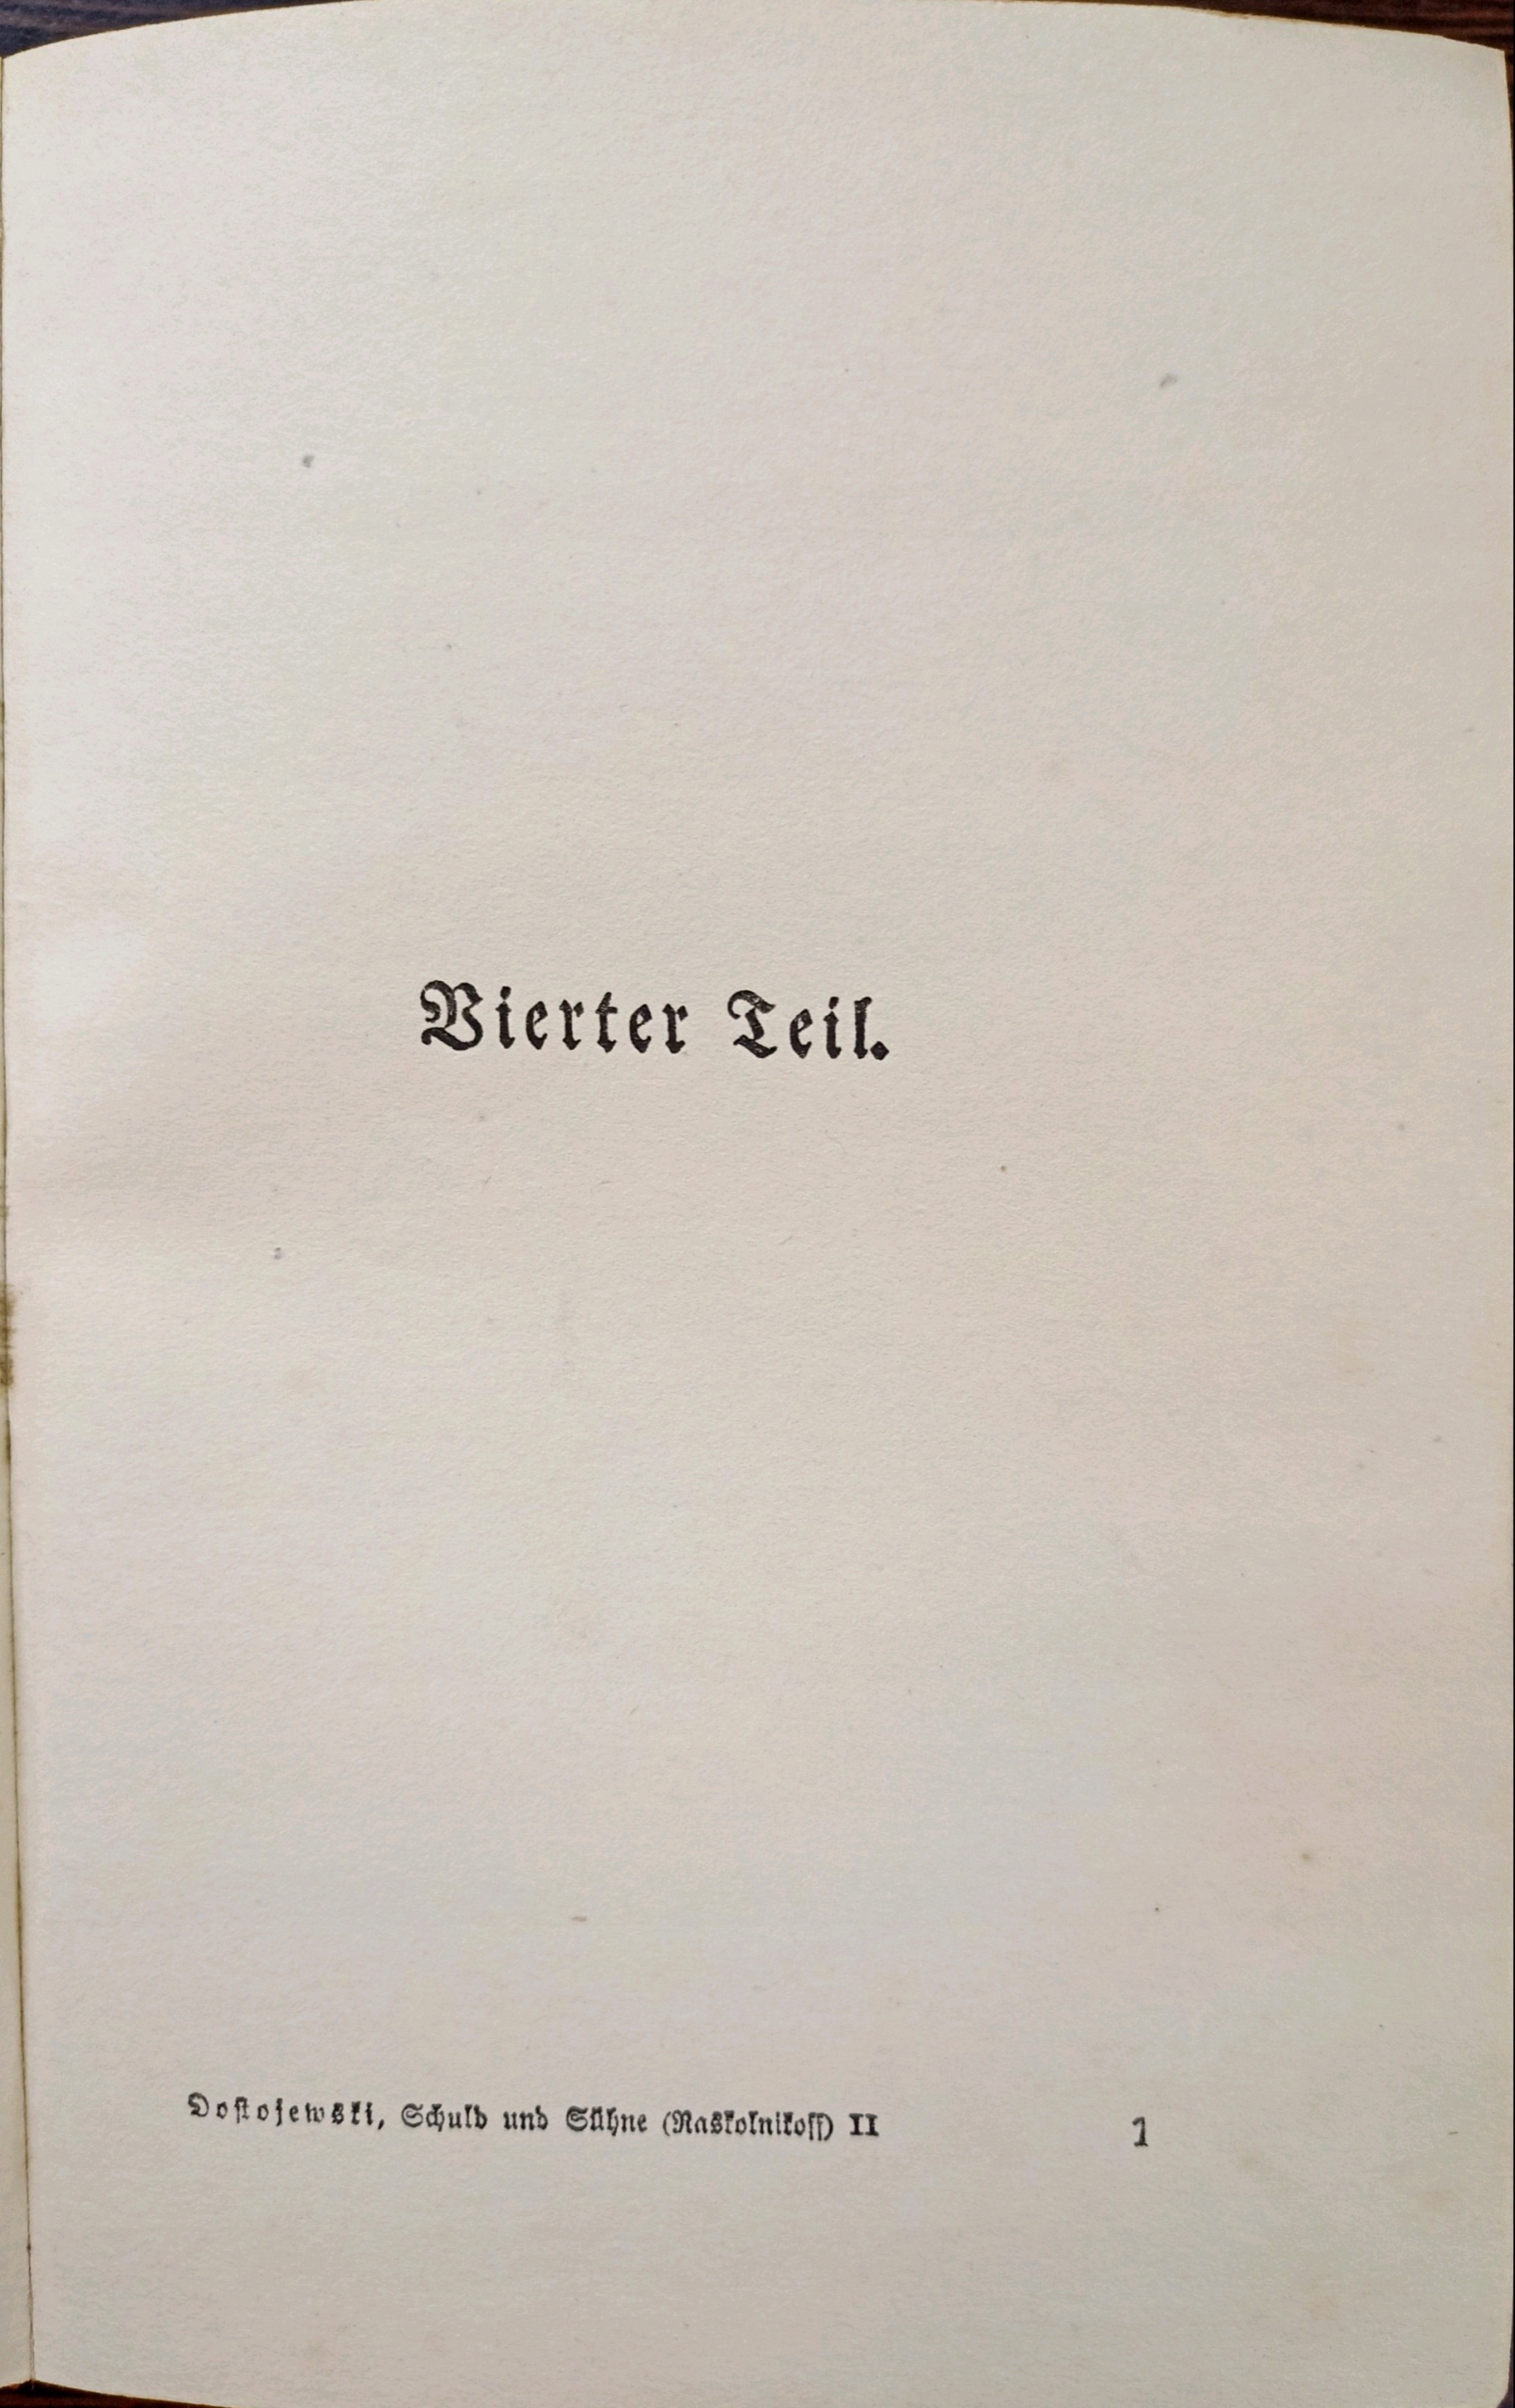 Vierter Teil.
Dostojewski, Schuld und Sühne (Raskolnikoff) II 1